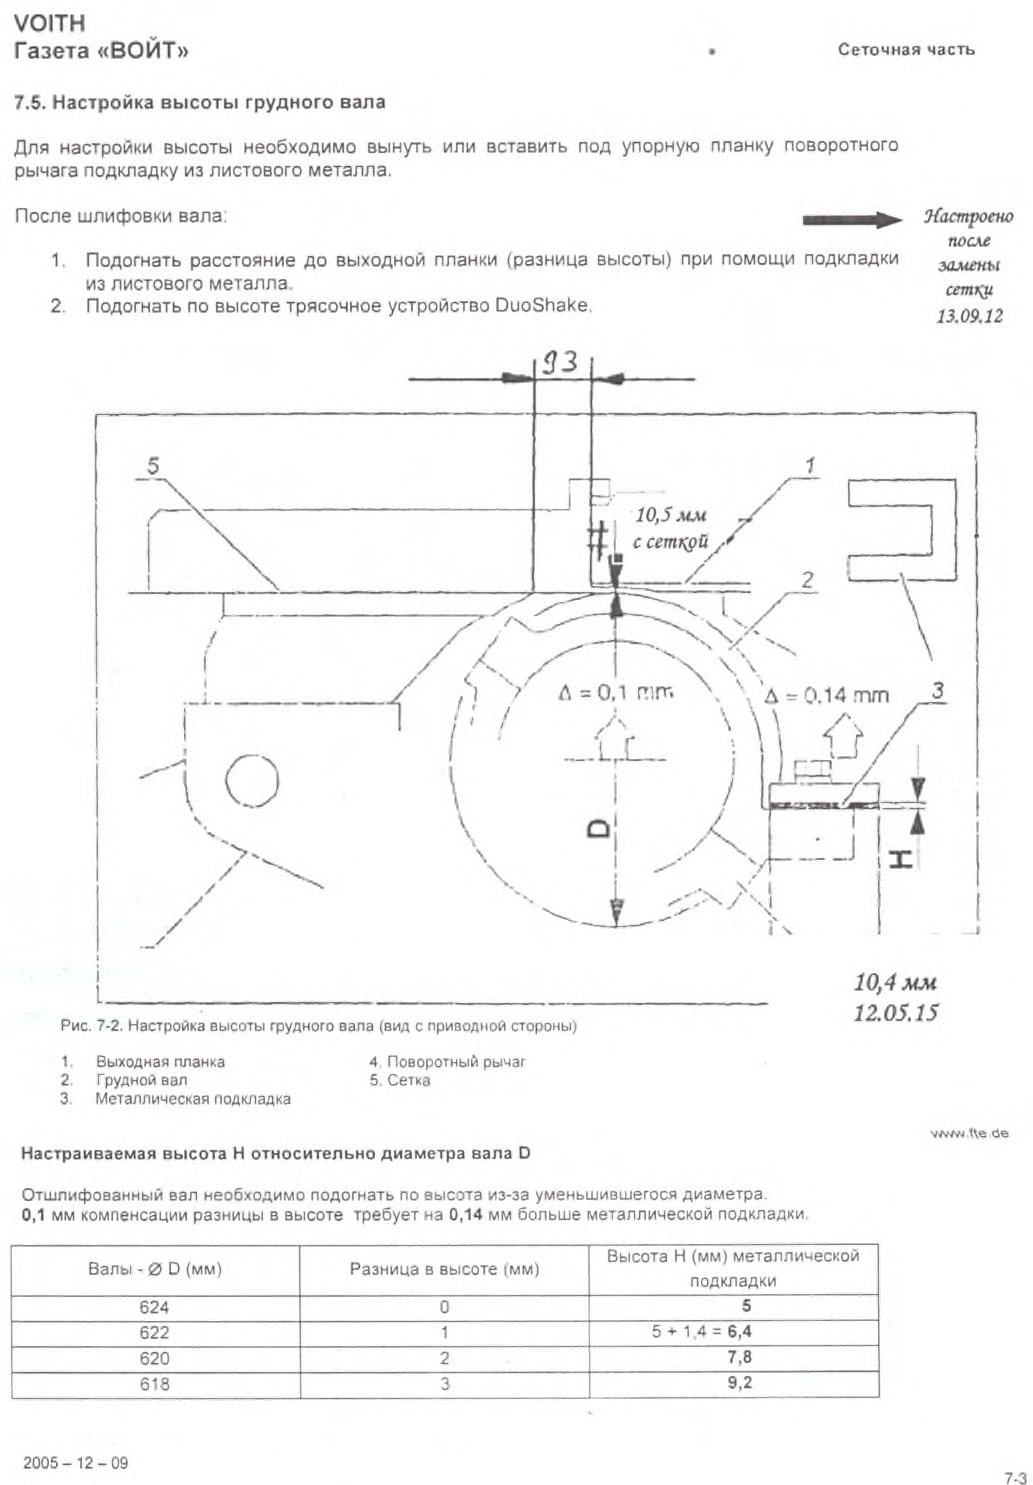 VOITH
Газета «ВОЙТ»
Сеточная часть
7.5. Настройка высоты грудного вала
Для настройки высоты необходимо вынуть или вставить под упорную планку поворотного
рычага подкладку из листового металла.
После шлифовки вала:
Настроено
после
замены
сетки
13.09.12
1. Подогнать расстояние до выходной планки (разница высоты) при помощи подкладки
из листового металла.
2. Подогнать по высоте трясочное устройство DuoShake.
93
5
1
10,5 мм
с сеткой
2
Δ = 0,1 mm
Δ = 0,14 mm
3
D
H
10,4 мм
12.05.15
Рис. 7-2. Настройка высоты грудного вала (вид с приводной стороны)
1. Выходная планка
2. Грудной вал
3. Металлическая подкладка
4. Поворотный рычаг
5. Сетка
www.fte.de
Настраиваемая высота H относительно диаметра вала D
Отшлифованный вал необходимо подогнать по высота из-за уменьшившегося диаметра.
0,1 мм компенсации разницы в высоте требует на 0,14 мм больше металлической подкладки.
Валы - Ø D (мм) Разница в высоте (мм) Высота H (мм) металлической
подкладки
624 0 5
622 1 5 + 1,4 = 6,4
620 2 7,8
618 3 9,2
2005 – 12 – 09
7-3